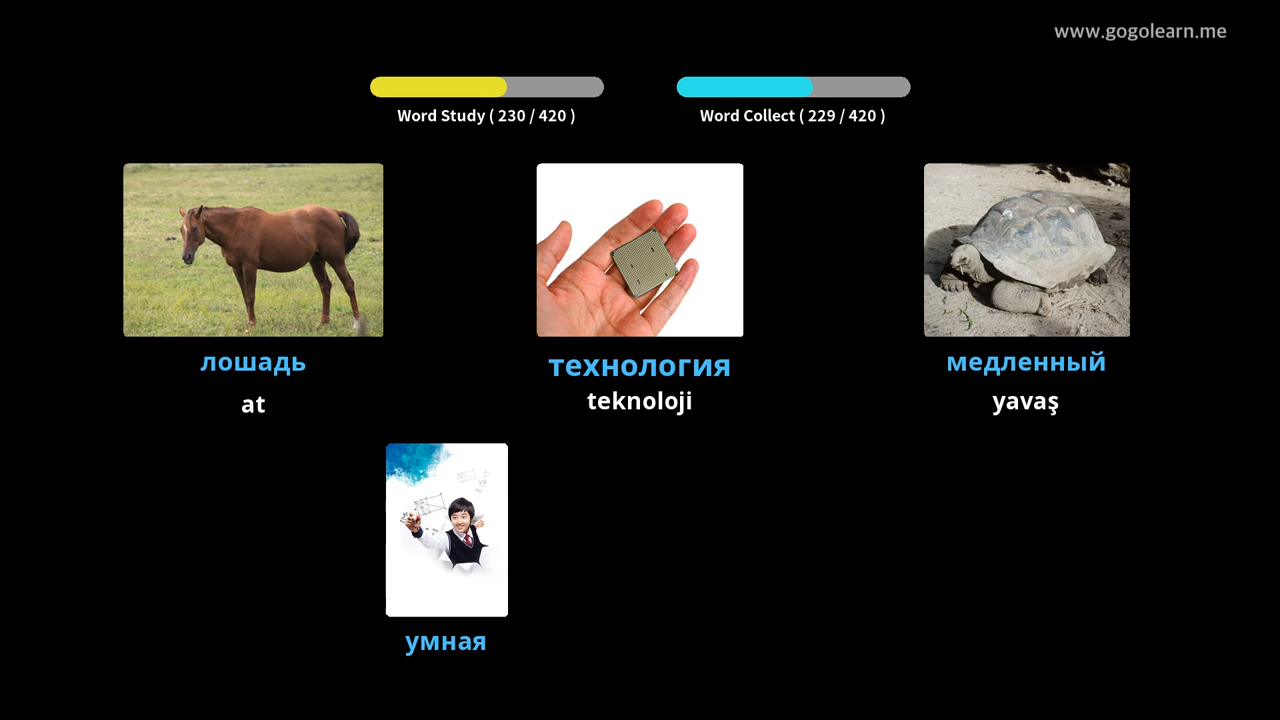 www.gogolearn.me
Word Study ( 230 / 420 )
Word Collect ( 229 / 420 )
лошадь
at
технология
teknoloji
медленный
yavaş
умная